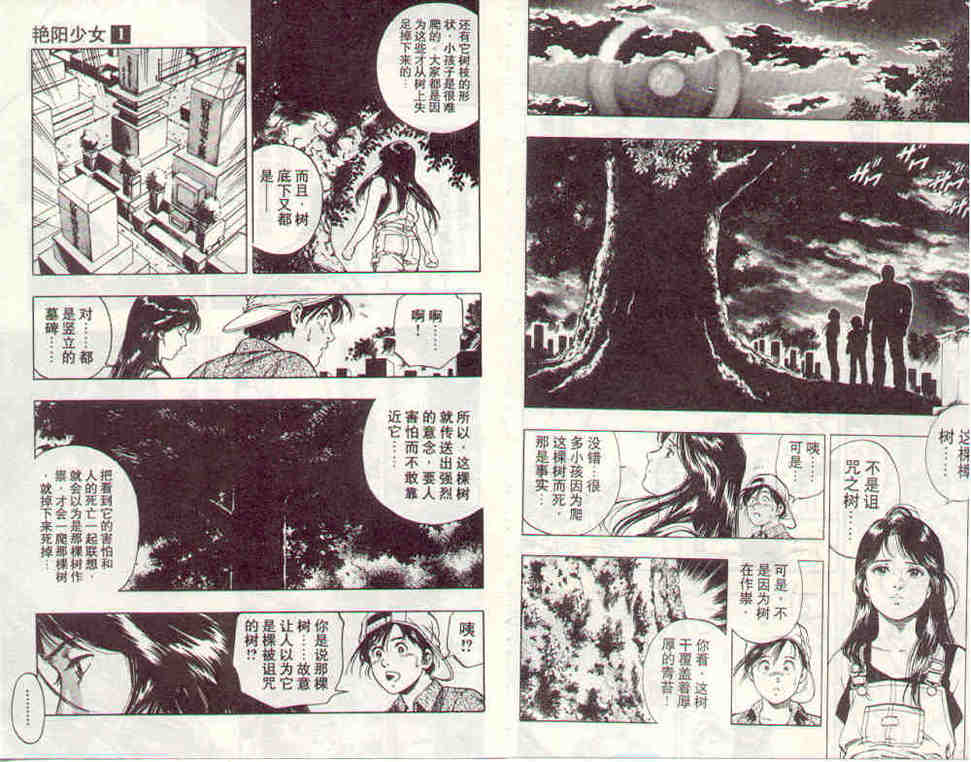 这棵
树……
不是诅
咒之树
……
咦……
可是……
没错…很
多小孩因为爬
这棵树而死，
那是事实…
可是，不
是因为树
在作祟。
你看，这树
干覆盖着厚
厚的青苔！
艳阳少女 1
还有它树枝的形
状，小孩子是很难
爬的。大家都是因
为这些才从树上失
足掉下来的…
而且，树
底下又都
是——
啊……
啊！
对……都
是竖立的
墓碑……
所以，这棵树
就传送出强烈
的意念，要人
害怕而不敢靠
近它…
把看到它的害怕和
人的死亡一起联想，
就会以为是那棵树作
祟，才会一爬那棵树
，就掉下来死掉…
咦!?
你是说那棵
树……故意
让人以为它
是棵被诅咒
的树!?
………